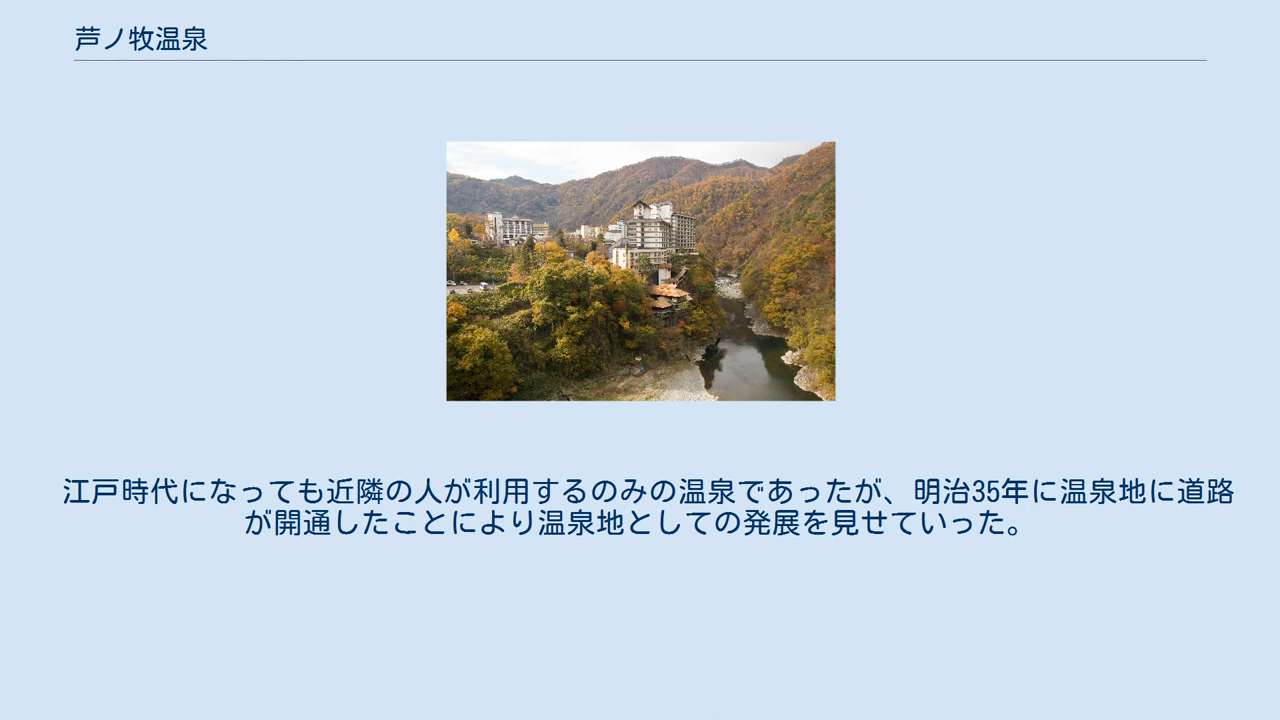 芦ノ牧温泉
江戸時代になっても近隣の人が利用するのみの温泉であったが、明治35年に温泉地に道路
が開通したことにより温泉地としての発展を見せていった。